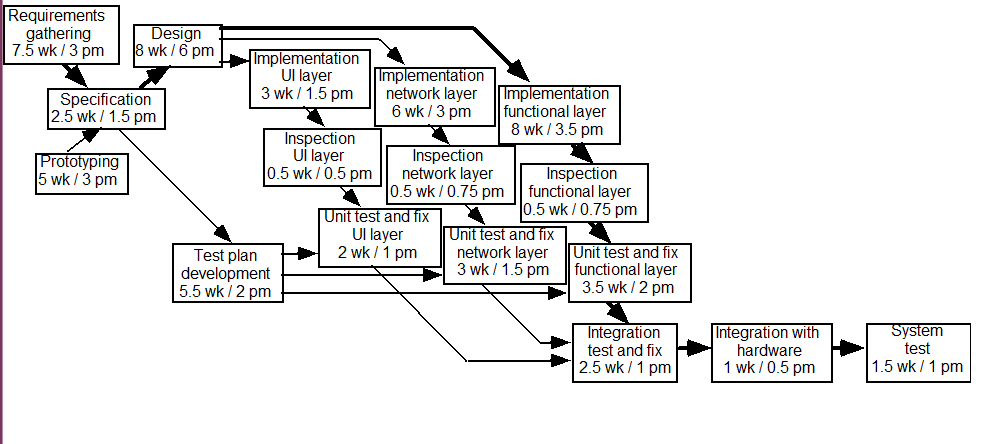 Requirements
gathering
7.5 wk / 3 pm
Design
8 wk / 6 pm
Specification
2.5 wk / 1.5 pm
Prototyping
5 wk / 3 pm
Implementation
UI layer
3 wk / 1.5 pm
Implementation
network layer
6 wk / 3 pm
Implementation
functional layer
8 wk / 3.5 pm
Inspection
UI layer
0.5 wk / 0.5 pm
Inspection
network layer
0.5 wk / 0.75 pm
Inspection
functional layer
0.5 wk / 0.75 pm
Unit test and fix
UI layer
2 wk / 1 pm
Unit test and fix
network layer
3 wk / 1.5 pm
Unit test and fix
functional layer
3.5 wk / 2 pm
Test plan
development
5.5 wk / 2 pm
Integration
test and fix
2.5 wk / 1 pm
Integration with
hardware
1 wk / 0.5 pm
System
test
1.5 wk / 1 pm